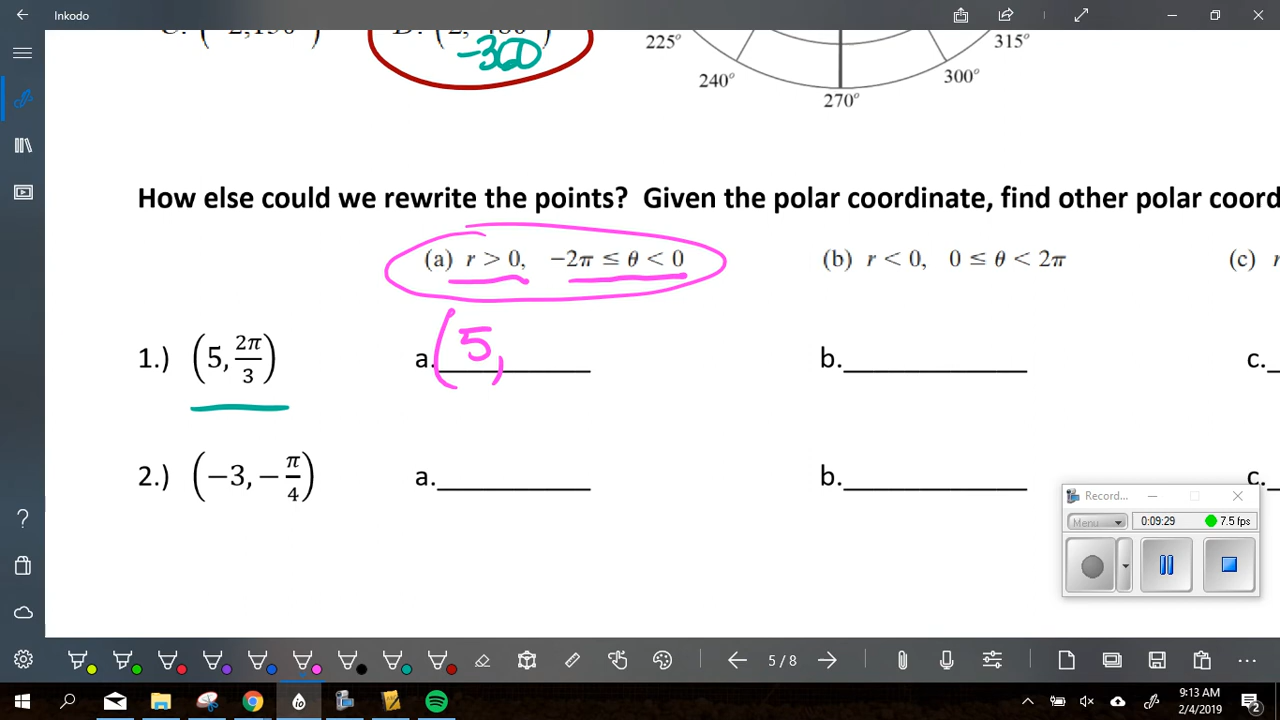 Inkodo
-360
225°
315°
240°
300°
270°
How else could we rewrite the points? Given the polar coordinate, find other polar coord
(a) r > 0, −2π ≤ θ < 0
(b) r < 0, 0 ≤ θ < 2π
(c) r
1.) (5, 2π/3)
a. (5,
b.
c.
2.) (−3, −π/4)
a.
b.
c.
Record...
Menu
0:09:29
7.5 fps
5 / 8
9:13 AM
2/4/2019
2